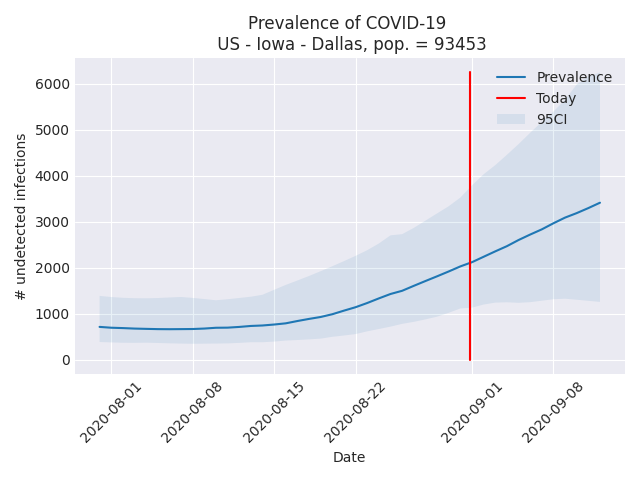 Prevalence of COVID-19
US - Iowa - Dallas, pop. = 93453
Prevalence
Today
95CI
6000
5000
4000
3000
2000
1000
0
# undetected infections
2020-08-01
2020-08-08
2020-08-15
2020-08-22
2020-09-01
2020-09-08
Date